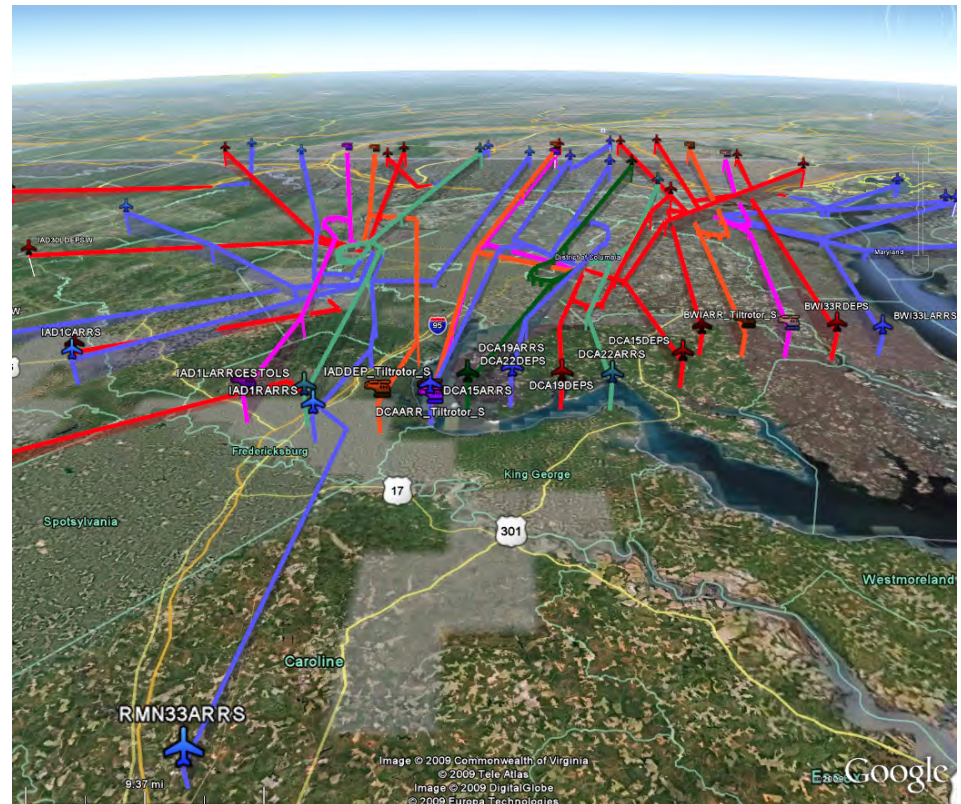 IAD30LDEPSW
District of Columbia
Maryland
W
IAD1CARRS
95
DCA19ARRS
DCA22DEPS
BWIARR_Tiltrotor_S
BWI33RDEPS
BWI33LARRS
DCA15DEPS
DCA22ARRS
IAD1LARRCESTOLS
IADDEP_Tiltrotor_S
IAD1RARRS
DCA15ARRS
DCA19DEPS
DCAARR_Tiltrotor_S
Fredericksburg
King George
17
Spotsylvania
301
Westmoreland
Caroline
RMN33ARRS
9.37 mi
Image © 2009 Commonwealth of Virginia
© 2009 Tele Atlas
Image © 2009 DigitalGlobe
© 2009 Europa Technologies
Google